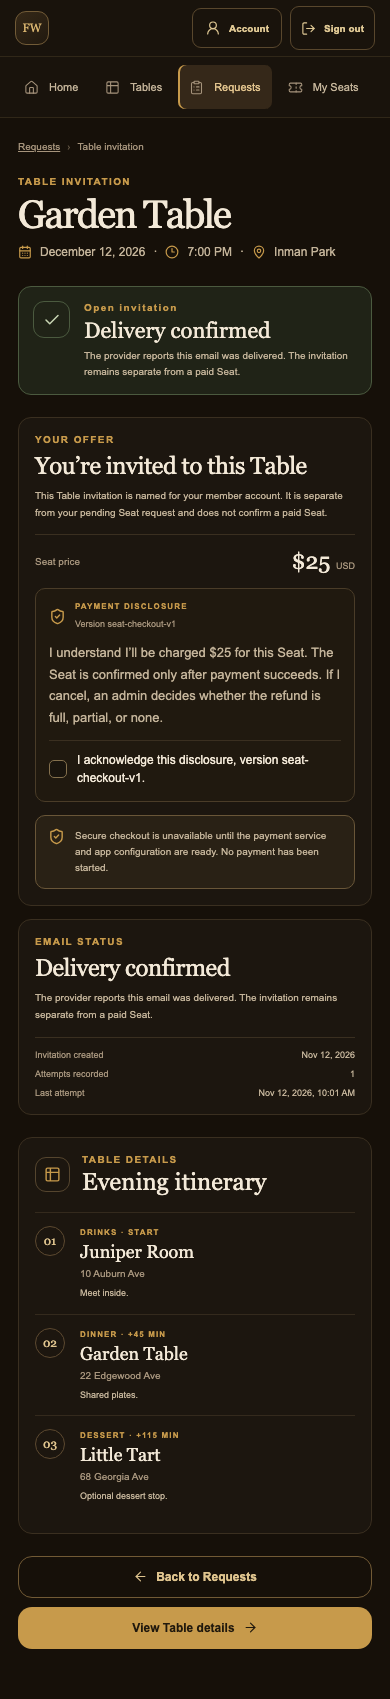 FW
Account
Sign out
Home
Tables
Requests
My Seats
Requests › Table invitation
TABLE INVITATION
Garden Table
December 12, 2026 · 7:00 PM · Inman Park
Open invitation
Delivery confirmed
The provider reports this email was delivered. The invitation
remains separate from a paid Seat.
YOUR OFFER
You’re invited to this Table
This Table invitation is named for your member account. It is separate
from your pending Seat request and does not confirm a paid Seat.
Seat price
$25 USD
PAYMENT DISCLOSURE
Version seat-checkout-v1
I understand I’ll be charged $25 for this Seat. The
Seat is confirmed only after payment succeeds. If I
cancel, an admin decides whether the refund is
full, partial, or none.
I acknowledge this disclosure, version seat-
checkout-v1.
Secure checkout is unavailable until the payment service
and app configuration are ready. No payment has been
started.
EMAIL STATUS
Delivery confirmed
The provider reports this email was delivered. The invitation remains
separate from a paid Seat.
Invitation created Nov 12, 2026
Attempts recorded 1
Last attempt Nov 12, 2026, 10:01 AM
TABLE DETAILS
Evening itinerary
01
DRINKS · START
Juniper Room
10 Auburn Ave
Meet inside.
02
DINNER · +45 MIN
Garden Table
22 Edgewood Ave
Shared plates.
03
DESSERT · +115 MIN
Little Tart
68 Georgia Ave
Optional dessert stop.
Back to Requests
View Table details